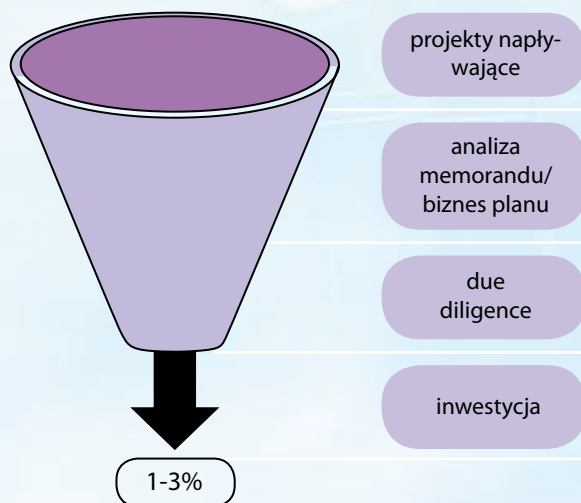 projekty napły-
wające
analiza
memorandu/
biznes planu
due
diligence
inwestycja
1-3%